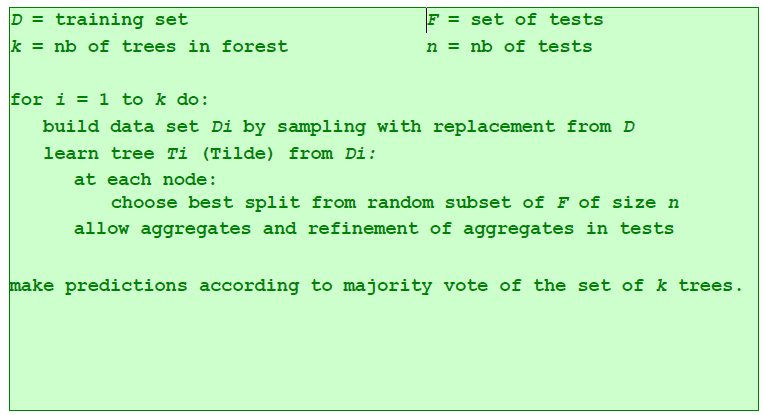 D = training set F = set of tests
k = nb of trees in forest n = nb of tests
for i = 1 to k do:
build data set Di by sampling with replacement from D
learn tree Ti (Tilde) from Di:
at each node:
choose best split from random subset of F of size n
allow aggregates and refinement of aggregates in tests
make predictions according to majority vote of the set of k trees.